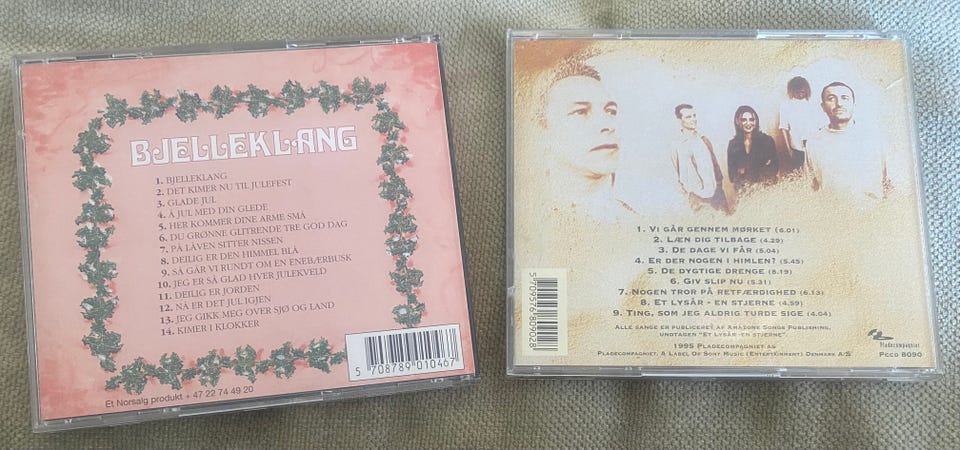 BJELLEKLANG
1. BJELLEKLANG
2. DET KIMER NU TIL JULEFEST
3. GLADE JUL
4. Å JUL MED DIN GLEDE
5. HER KOMMER DINE ARME SMÅ
6. DU GRØNNE GLITRENDE TRE GOD DAG
7. PÅ LÅVEN SITTER NISSEN
8. DEILIG ER DEN HIMMEL BLÅ
9. SÅ GÅR VI RUNDT OM EN ENEBÆRBUSK
10. JEG ER SÅ GLAD HVER JULEKVELD
11. DEILIG ER JORDEN
12. NÅ ER DET JUL IGJEN
13. JEG GIKK MEG OVER SJØ OG LAND
14. KIMER I KLOKKER
5 708789 010467
Et Norsalg produkt + 47 22 74 49 20
1. VI GÅR GENNEM MØRKET (6.01)
2. LÆN DIG TILBAGE (4.29)
3. DE DAGE VI FÅR (5.04)
4. ER DER NOGEN I HIMLEN? (5.45)
5. DE DYGTIGE DRENGE (8.19)
6. GIV SLIP NU (5.31)
7. NOGEN TROR PÅ RETFÆRDIGHED (6.13)
8. ET LYSÅR - EN STJERNE (4.59)
9. TING, SOM JEG ALDRIG TURDE SIGE (4.04)
ALLE SANGE ER PUBLICERET AF AMAZONE SONGS PUBLISHING,
UNDTAGEN "ET LYSÅR -EN STJERNE".
1995 PLADECOMPAGNIET AS
PLADECOMPAGNIET, A LABEL OF SONY MUSIC (ENTERTAINMENT) DENMARK A/S
Pladecompagniet
PCCD 8090